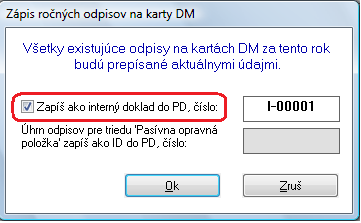 Zápis ročných odpisov na karty DM
Všetky existujúce odpisy na kartách DM za tento rok
budú prepísané aktuálnymi údajmi.
Zapíš ako interný doklad do PD, číslo:
I-00001
Úhrn odpisov pre triedu 'Pasívna opravná
položka' zapíš ako ID do PD, číslo:
Ok
Zruš